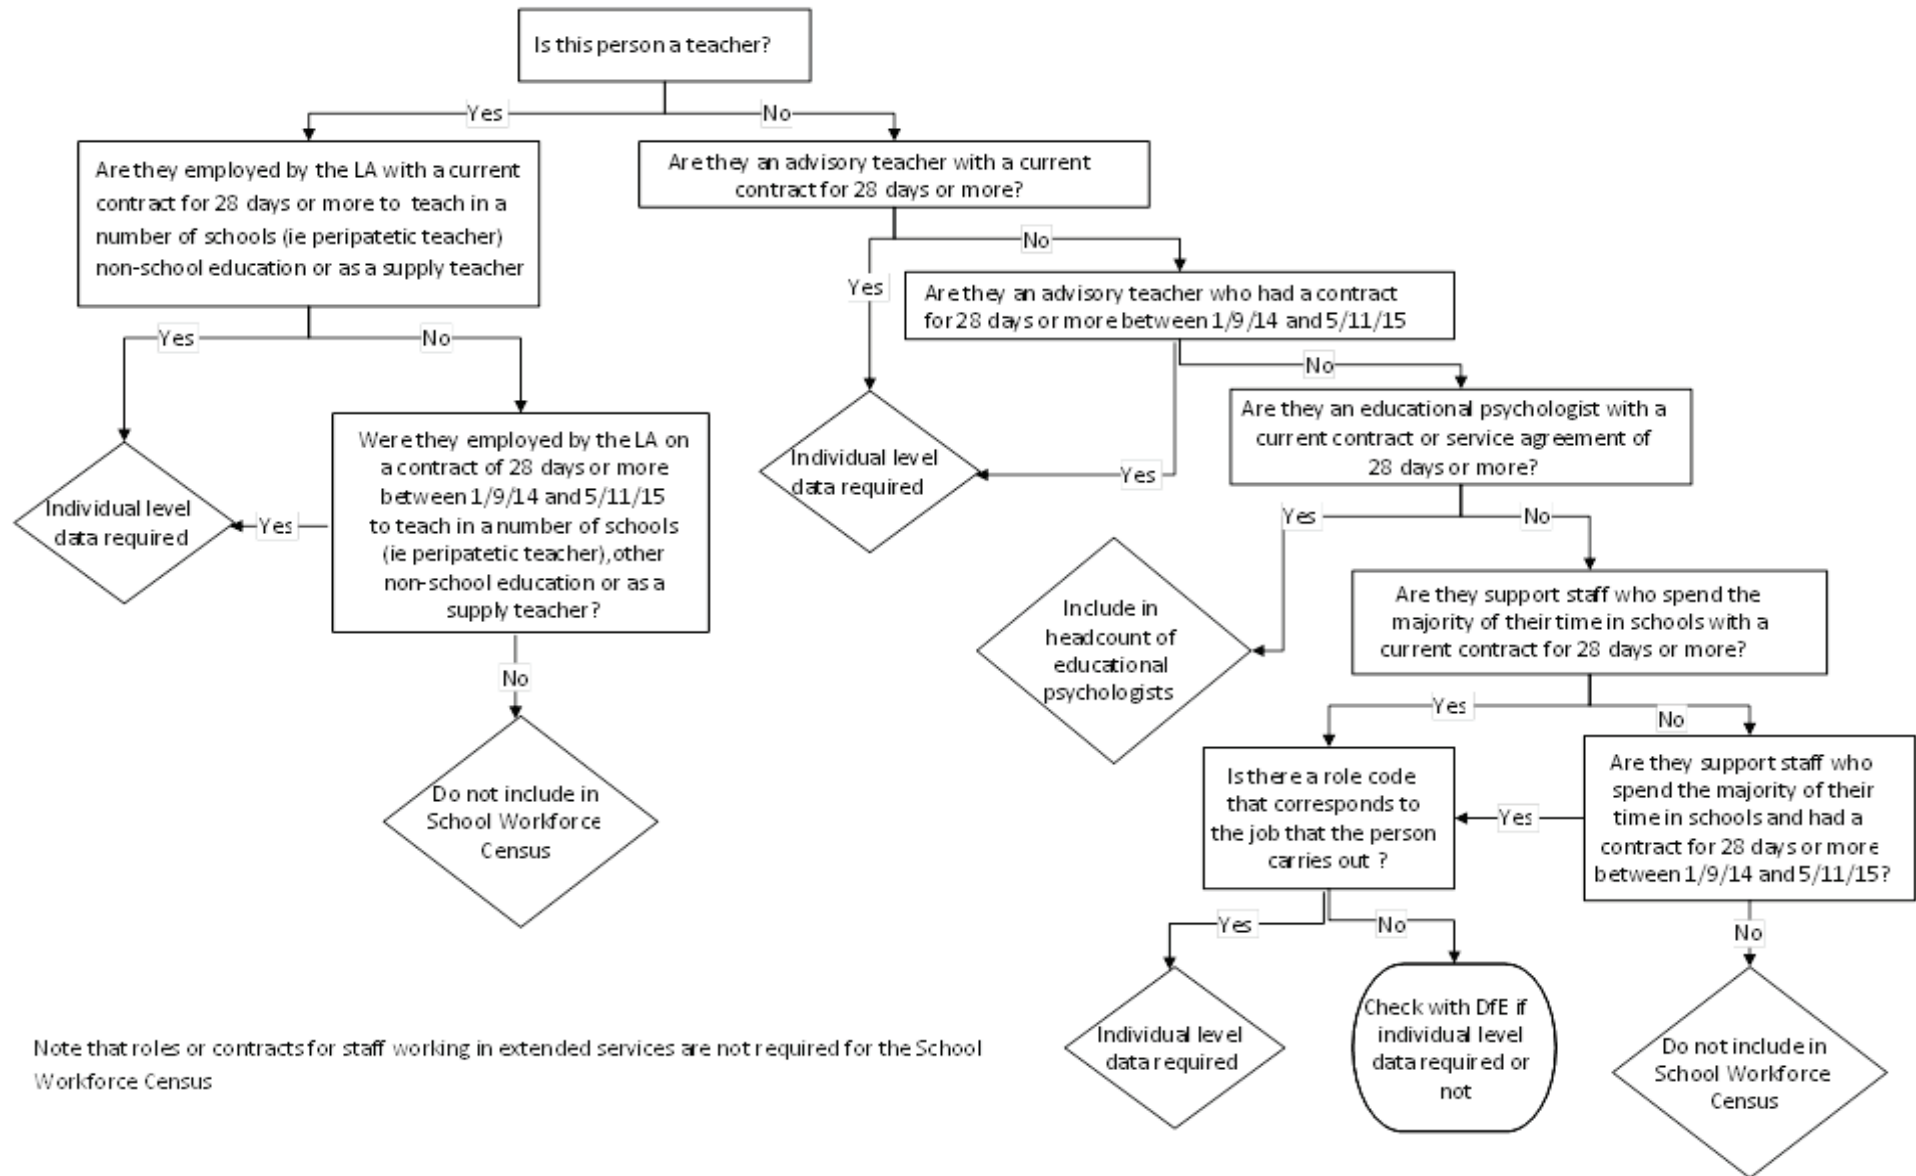 Is this person a teacher?
Yes
No
Are they employed by the LA with a current
contract for 28 days or more to teach in a
number of schools (ie peripatetic teacher)
non-school education or as a supply teacher
Are they an advisory teacher with a current
contract for 28 days or more?
Yes
No
Yes
No
Are they an advisory teacher who had a contract
for 28 days or more between 1/9/14 and 5/11/15
Yes
No
Individual level
data required
Yes
Were they employed by the LA on
a contract of 28 days or more
between 1/9/14 and 5/11/15
to teach in a number of schools
(ie peripatetic teacher), other
non-school education or as a
supply teacher?
No
Do not include in
School Workforce
Census
Individual level
data required
Are they an educational psychologist with a
current contract or service agreement of
28 days or more?
Yes
No
Include in
headcount of
educational
psychologists
Are they support staff who spend the
majority of their time in schools with a
current contract for 28 days or more?
Yes
No
Is there a role code
that corresponds to
the job that the person
carries out ?
Yes
Are they support staff who
spend the majority of their
time in schools and had a
contract for 28 days or more
between 1/9/14 and 5/11/15?
Yes
No
No
Individual level
data required
Check with DfE if
individual level
data required or
not
Do not include in
School Workforce
Census
Note that roles or contracts for staff working in extended services are not required for the School
Workforce Census